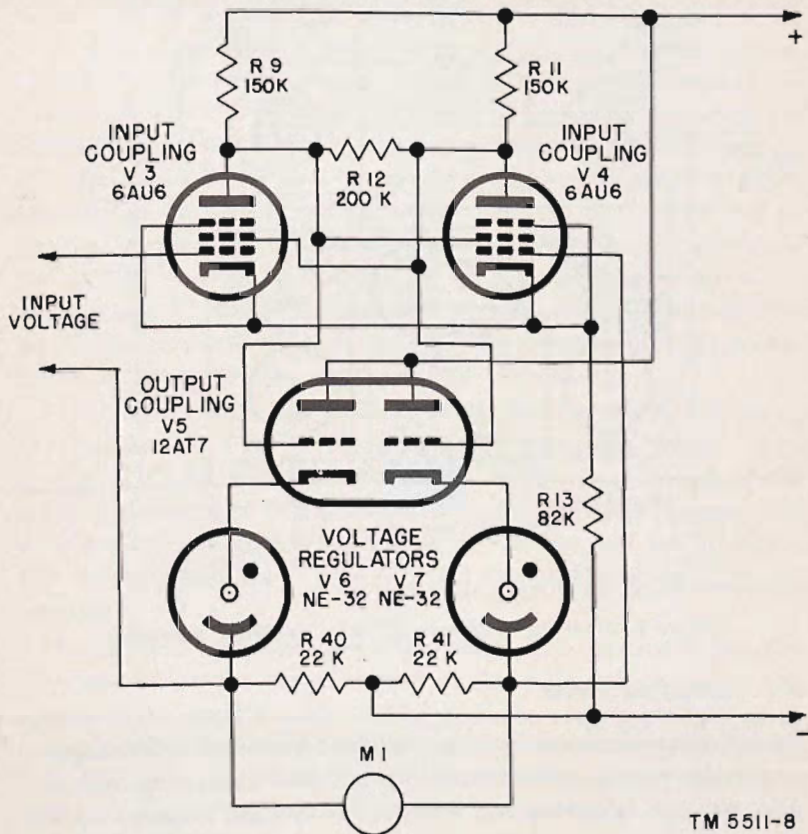 +
R 9
150K
R 11
150K
INPUT
COUPLING
V 3
6AU6
R 12
200 K
INPUT
COUPLING
V 4
6AU6
INPUT
VOLTAGE
OUTPUT
COUPLING
V5
12AT7
R 13
82K
VOLTAGE
REGULATORS
V 6 V 7
NE-32 NE-32
R 40
22 K
R 41
22 K
-
M 1
TM 5511-8